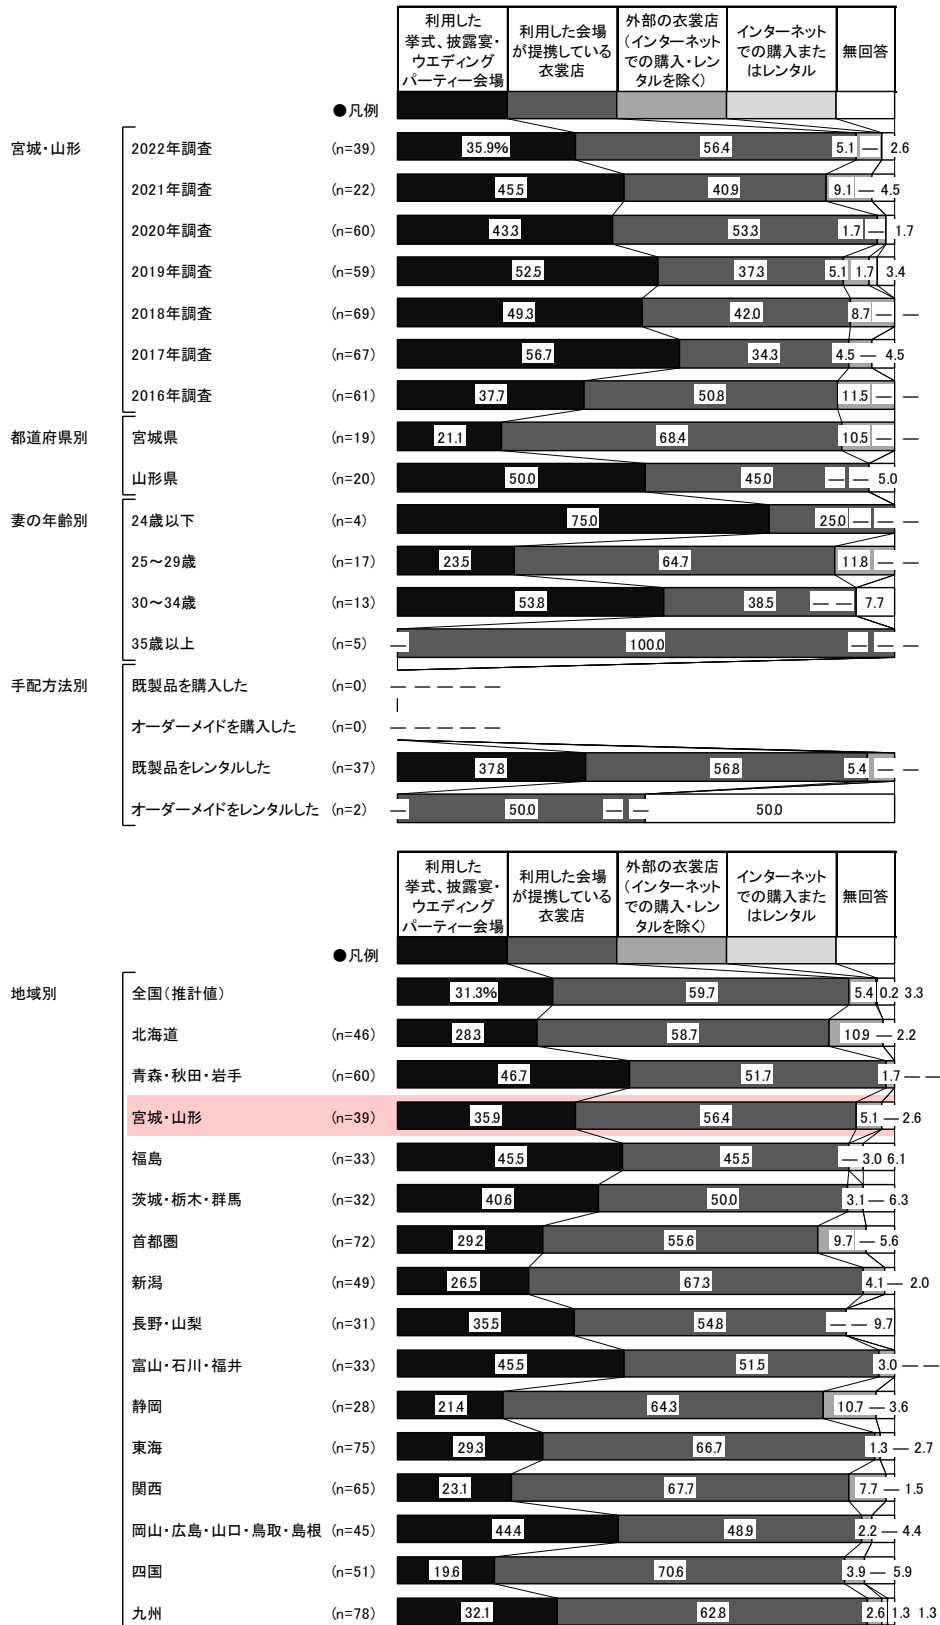 利用した
挙式、披露宴・
ウエディング
パーティー会場
利用した会場
が提携している
衣裳店
外部の衣裳店
（インターネット
での購入・レン
タルを除く）
インターネット
での購入また
はレンタル
無回答
●凡例
宮城・山形 2022年調査 (n=39) 35.9% 56.4 5.1 — 2.6
2021年調査 (n=22) 45.5 40.9 9.1 — 4.5
2020年調査 (n=60) 43.3 53.3 1.7 — 1.7
2019年調査 (n=59) 52.5 37.3 5.1 1.7 3.4
2018年調査 (n=69) 49.3 42.0 8.7 — —
2017年調査 (n=67) 56.7 34.3 4.5 — 4.5
2016年調査 (n=61) 37.7 50.8 11.5 — —
都道府県別 宮城県 (n=19) 21.1 68.4 10.5 — —
山形県 (n=20) 50.0 45.0 — — 5.0
妻の年齢別 24歳以下 (n=4) 75.0 25.0 — — —
25～29歳 (n=17) 23.5 64.7 11.8 — —
30～34歳 (n=13) 53.8 38.5 — — 7.7
35歳以上 (n=5) — 100.0 — — —
手配方法別 既製品を購入した (n=0) — — — — —
オーダーメイドを購入した (n=0) — — — — —
既製品をレンタルした (n=37) 37.8 56.8 5.4 — —
オーダーメイドをレンタルした (n=2) — 50.0 — — 50.0
利用した
挙式、披露宴・
ウエディング
パーティー会場
利用した会場
が提携している
衣裳店
外部の衣裳店
（インターネット
での購入・レン
タルを除く）
インターネット
での購入また
はレンタル
無回答
●凡例
地域別 全国（推計値） 31.3% 59.7 5.4 0.2 3.3
北海道 (n=46) 28.3 58.7 10.9 — 2.2
青森・秋田・岩手 (n=60) 46.7 51.7 1.7 — —
宮城・山形 (n=39) 35.9 56.4 5.1 — 2.6
福島 (n=33) 45.5 45.5 — 3.0 6.1
茨城・栃木・群馬 (n=32) 40.6 50.0 3.1 — 6.3
首都圏 (n=72) 29.2 55.6 9.7 — 5.6
新潟 (n=49) 26.5 67.3 4.1 — 2.0
長野・山梨 (n=31) 35.5 54.8 — — 9.7
富山・石川・福井 (n=33) 45.5 51.5 3.0 — —
静岡 (n=28) 21.4 64.3 10.7 — 3.6
東海 (n=75) 29.3 66.7 1.3 — 2.7
関西 (n=65) 23.1 67.7 7.7 — 1.5
岡山・広島・山口・鳥取・島根 (n=45) 44.4 48.9 2.2 — 4.4
四国 (n=51) 19.6 70.6 3.9 — 5.9
九州 (n=78) 32.1 62.8 2.6 1.3 1.3